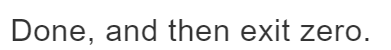 Done, and then exit zero.